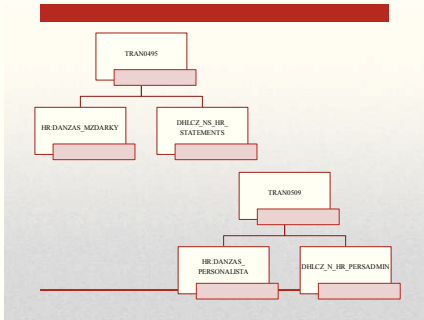 TRAN0495
HR:DANZAS_MZDARKY
DHLCZ_NS_HR_
STATEMENTS
TRAN0509
HR:DANZAS_
PERSONALISTA
DHLCZ_N_HR_PERSADMIN